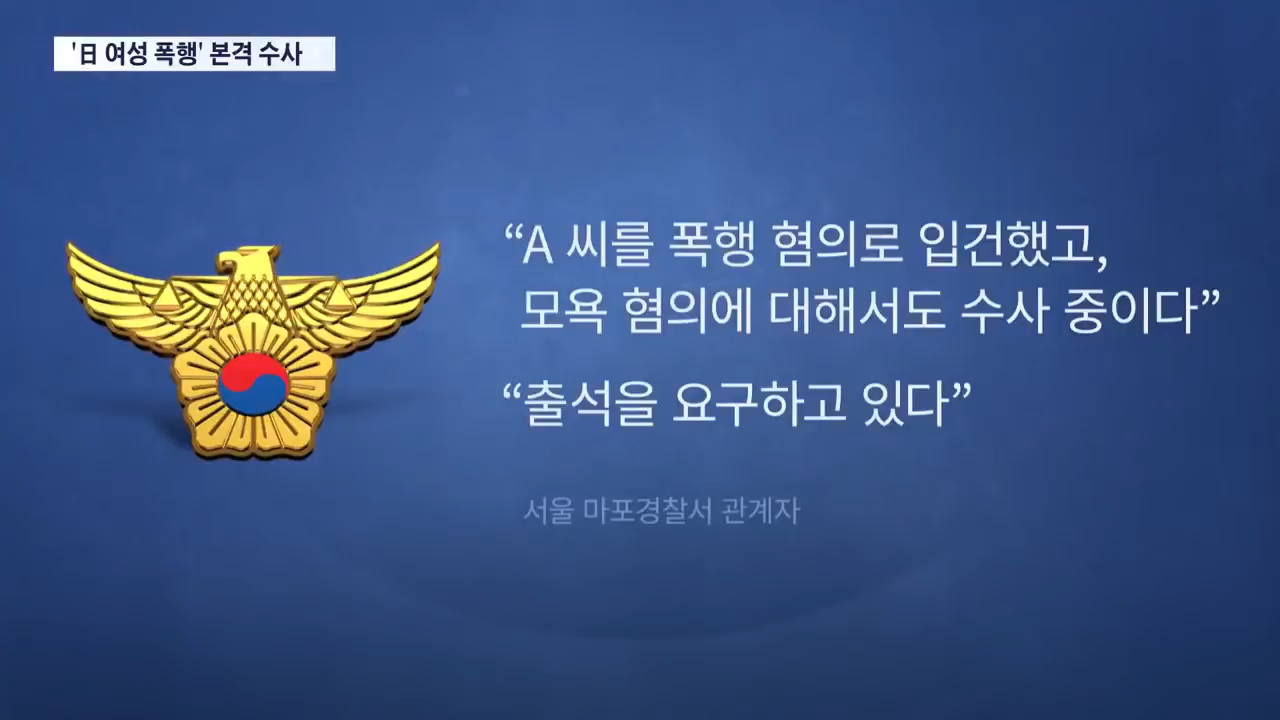 '日 여성 폭행' 본격 수사
“A 씨를 폭행 혐의로 입건했고,
모욕 혐의에 대해서도 수사 중이다”
“출석을 요구하고 있다”
서울 마포경찰서 관계자